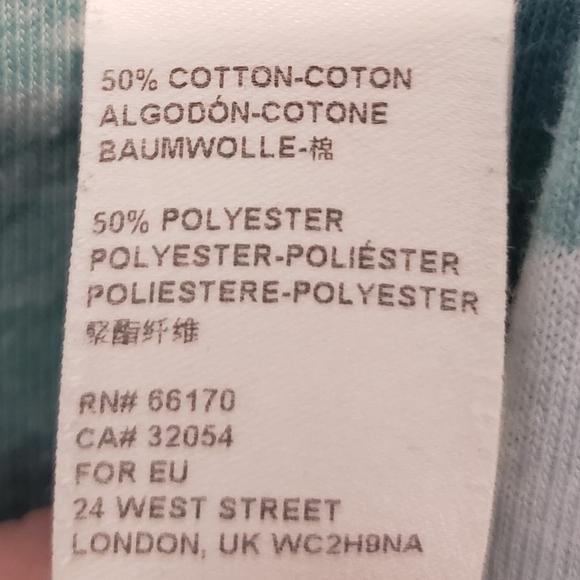 50% COTTON-COTON
ALGODÓN-COTONE
BAUMWOLLE-棉
50% POLYESTER
POLYESTER-POLIÉSTER
POLIESTERE-POLYESTER
聚酯纤维
RN# 66170
CA# 32054
FOR EU
24 WEST STREET
LONDON, UK WC2H9NA